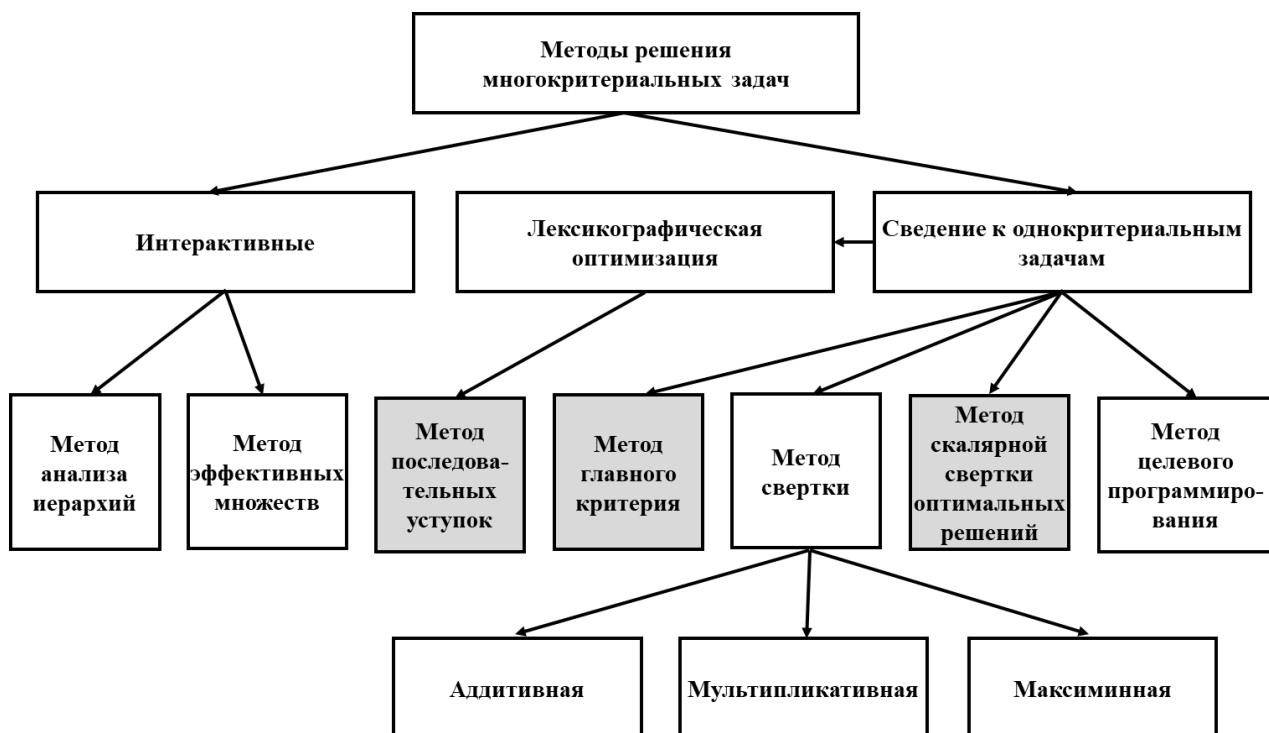 Методы решения
многокритериальных задач
Интерактивные
Лексикографическая
оптимизация
Сведение к однокритериальным
задачам
Метод
анализа
иерархий
Метод
эффективных
множеств
Метод
последова-
тельных
уступок
Метод
главного
критерия
Метод
свертки
Метод
скалярной
свертки
оптимальных
решений
Метод
целевого
программиро-
вания
Аддитивная
Мультипликативная
Максиминная